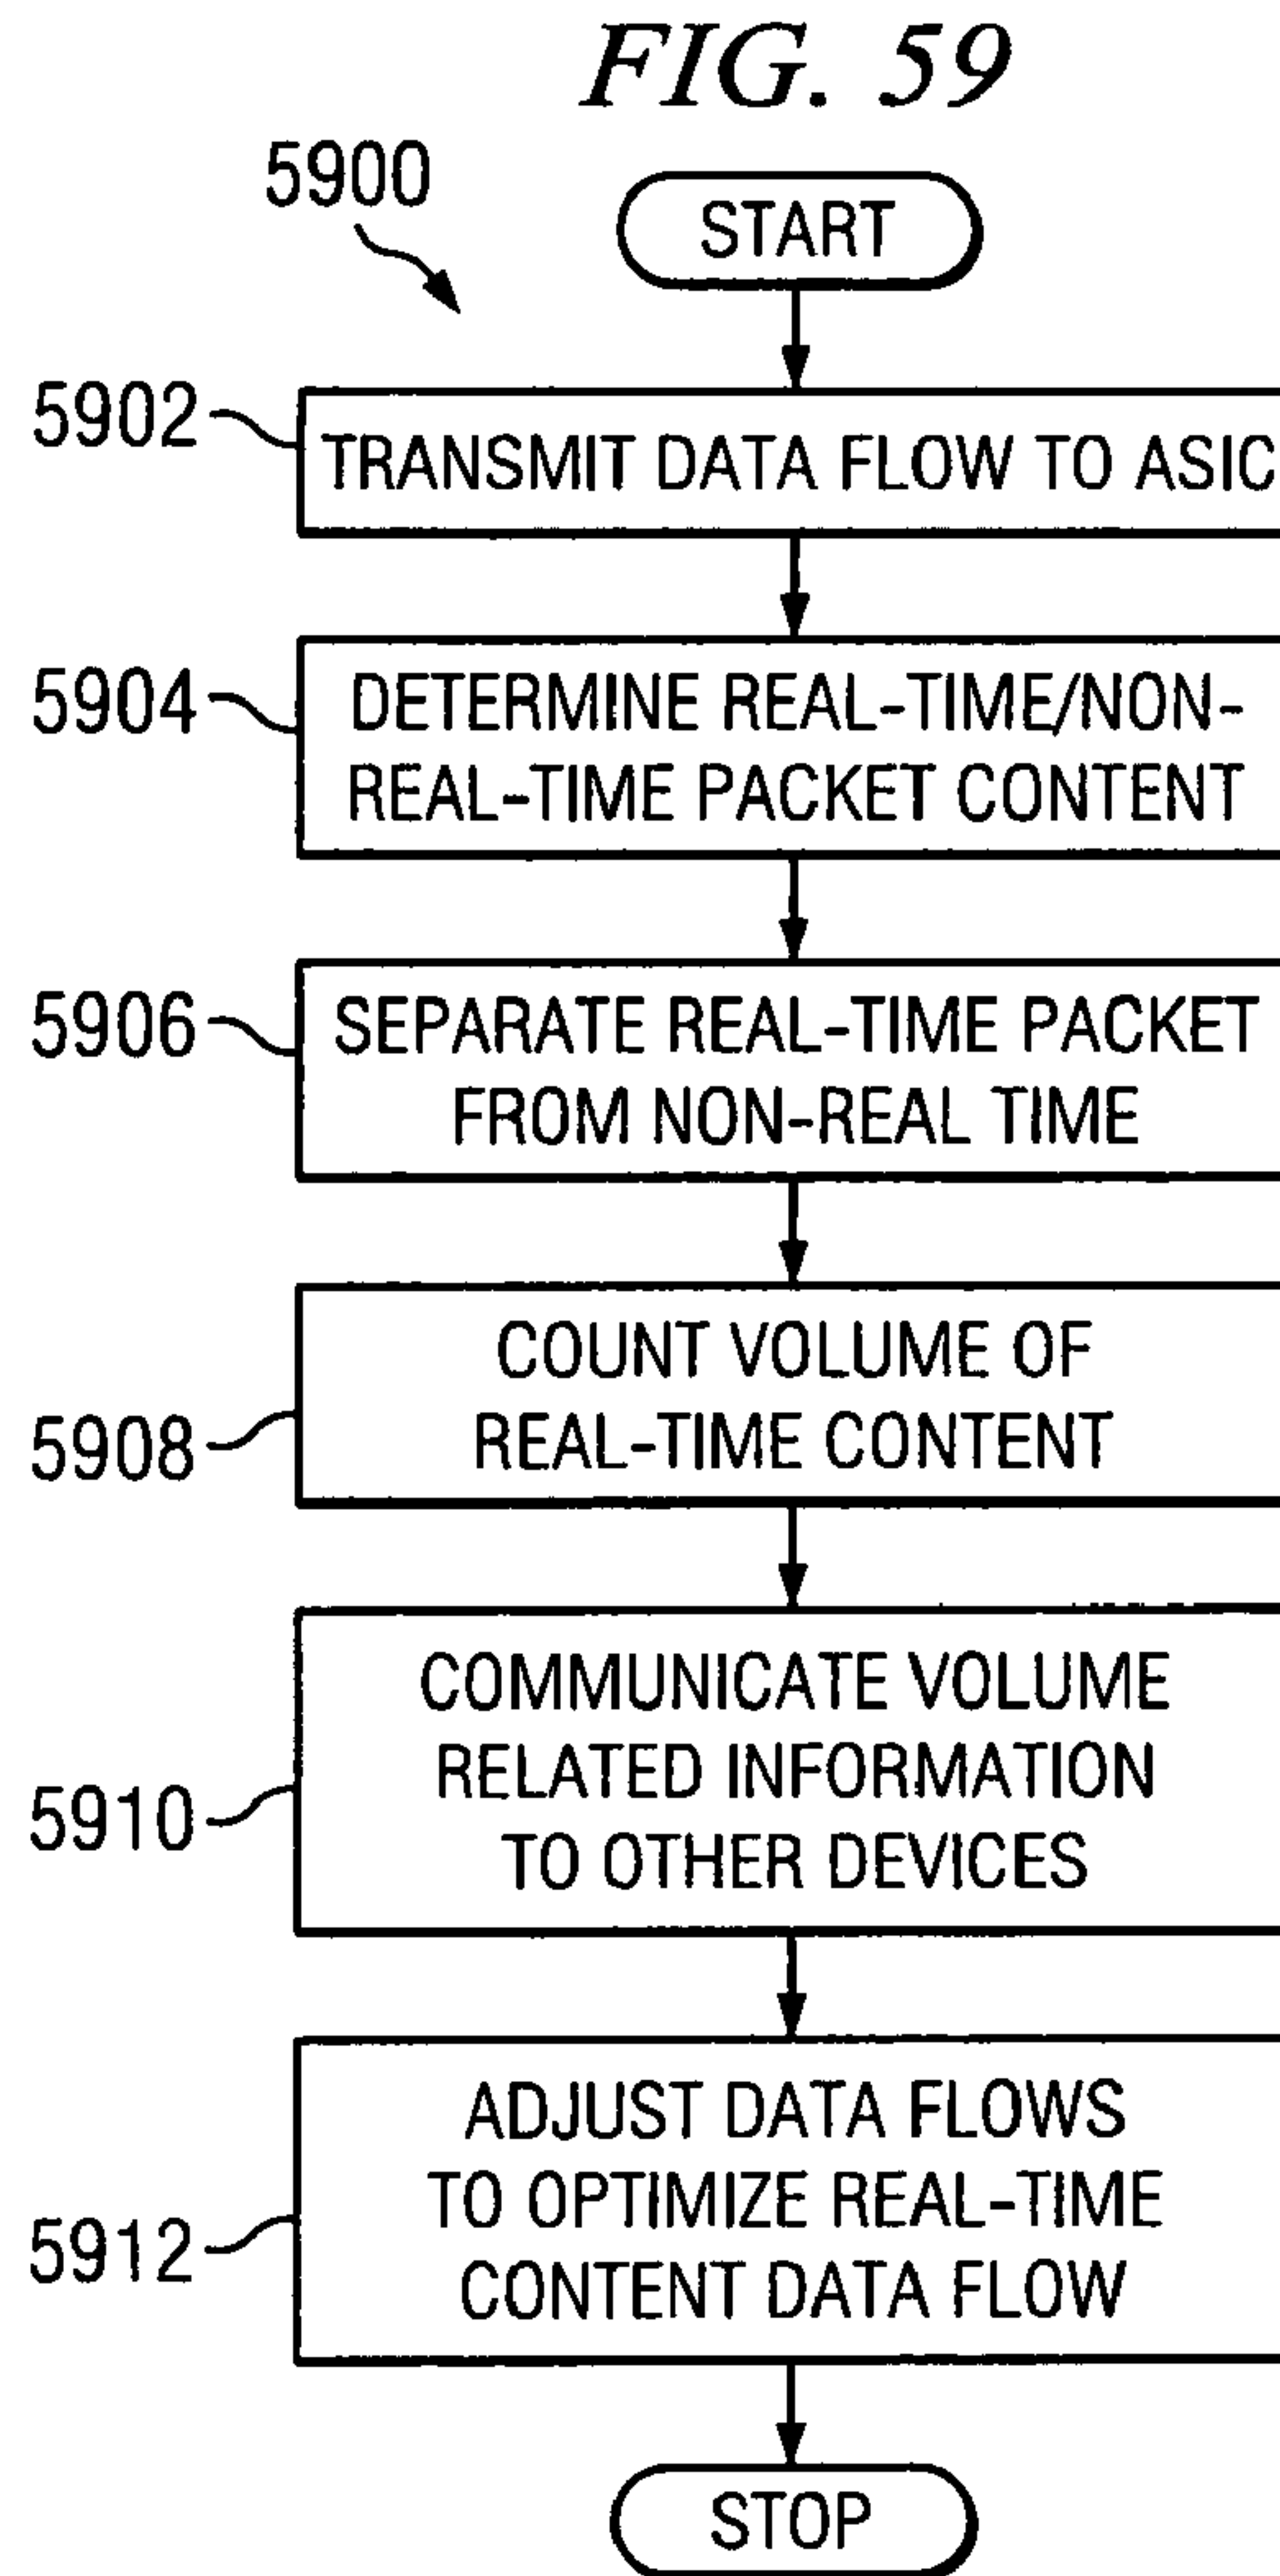 FIG. 59
5900
START
5902
TRANSMIT DATA FLOW TO ASIC
5904
DETERMINE REAL-TIME/NON-
REAL-TIME PACKET CONTENT
5906
SEPARATE REAL-TIME PACKET
FROM NON-REAL TIME
5908
COUNT VOLUME OF
REAL-TIME CONTENT
5910
COMMUNICATE VOLUME
RELATED INFORMATION
TO OTHER DEVICES
5912
ADJUST DATA FLOWS
TO OPTIMIZE REAL-TIME
CONTENT DATA FLOW
STOP